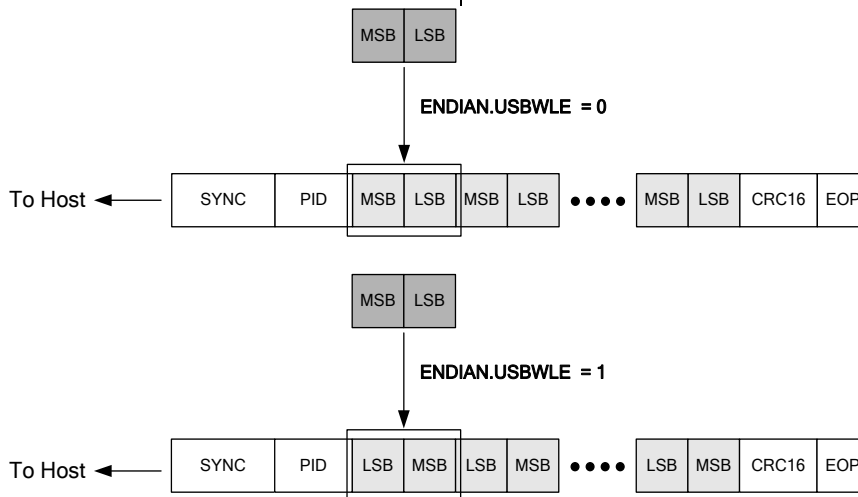 MSB LSB
ENDIAN.USBWLE = 0
To Host SYNC PID MSB LSB MSB LSB MSB LSB CRC16 EOP
MSB LSB
ENDIAN.USBWLE = 1
To Host SYNC PID LSB MSB LSB MSB LSB MSB CRC16 EOP